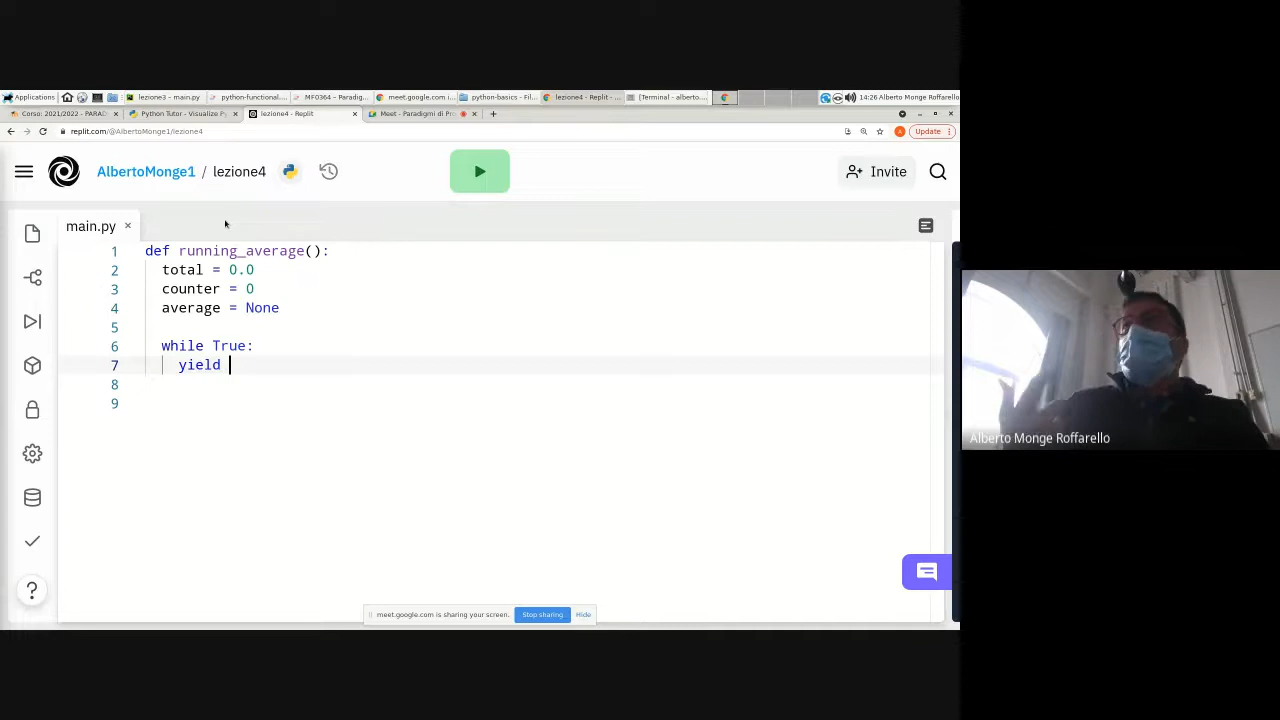 Applications lezione3 – main.py python-functional... MF0364 – Paradig... meet.google.com i... python-basics - Fil... lezione4 - Replit - ... [Terminal - alberto... 14:26 Alberto Monge Roffarello
Corso: 2021/2022 - PARAD Python Tutor - Visualize P lezione4 - Replit Meet - Paradigmi di Pr
replit.com/@AlbertoMonge1/lezione4 Update
AlbertoMonge1 / lezione4 Invite
main.py
1 def running_average():
2 total = 0.0
3 counter = 0
4 average = None
5
6 while True:
7 yield
8
9
Alberto Monge Roffarello
meet.google.com is sharing your screen. Stop sharing Hide